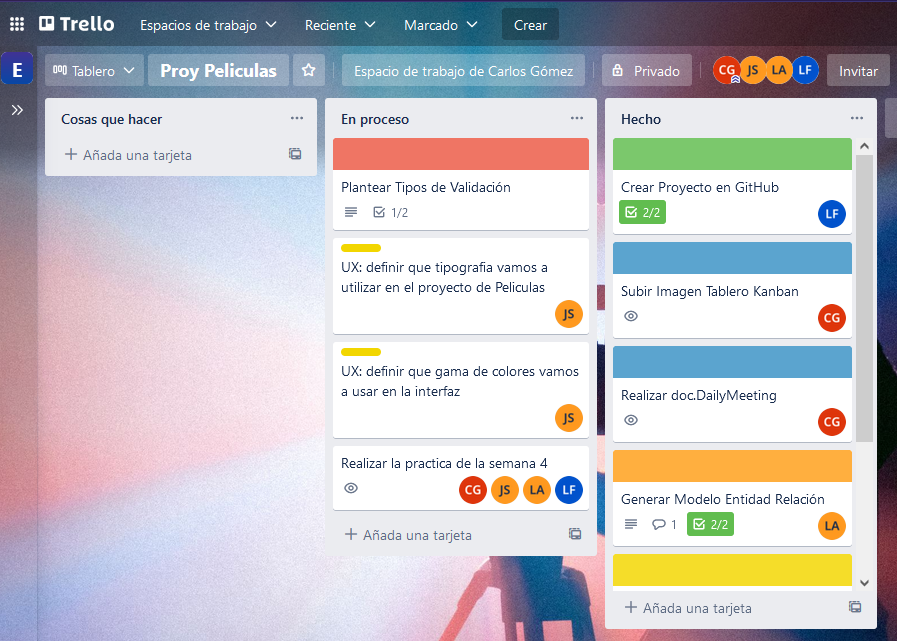 Trello
Espacios de trabajo
Reciente
Marcado
Crear
E
Tablero
Proy Peliculas
Espacio de trabajo de Carlos Gómez
Privado
CG
JS
LA
LF
Invitar
Cosas que hacer
Añada una tarjeta
En proceso
Plantear Tipos de Validación
1/2
UX: definir que tipografia vamos a
utilizar en el proyecto de Peliculas
JS
UX: definir que gama de colores vamos
a usar en la interfaz
JS
Realizar la practica de la semana 4
CG
JS
LA
LF
Añada una tarjeta
Hecho
Crear Proyecto en GitHub
2/2
LF
Subir Imagen Tablero Kanban
CG
Realizar doc.DailyMeeting
CG
Generar Modelo Entidad Relación
1
2/2
LA
Añada una tarjeta